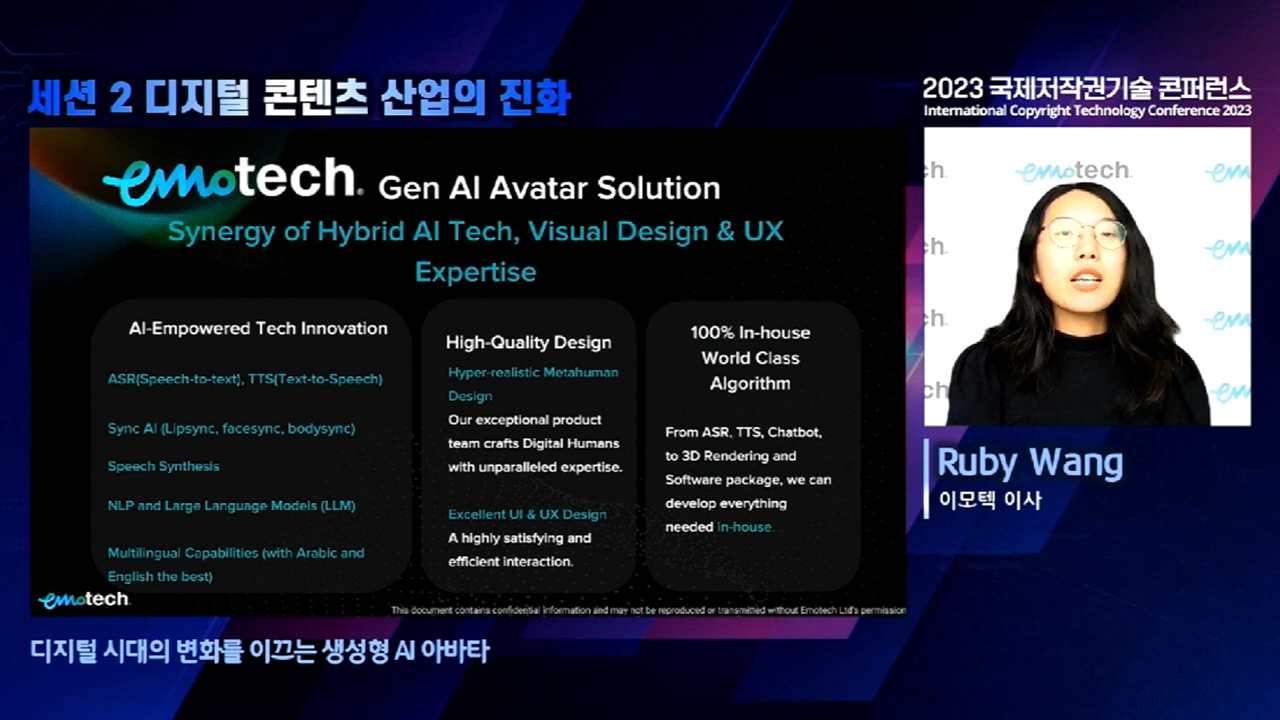 세션 2 디지털 콘텐츠 산업의 진화
2023 국제저작권기술 콘퍼런스
International Copyright Technology Conference 2023
emotech. Gen AI Avatar Solution
Synergy of Hybrid AI Tech, Visual Design & UX
Expertise
AI-Empowered Tech Innovation
ASR(Speech-to-text), TTS(Text-to-Speech)
Sync AI (Lipsync, facesync, bodysync)
Speech Synthesis
NLP and Large Language Models (LLM)
Multilingual Capabilities (with Arabic and
English the best)
High-Quality Design
Hyper-realistic Metahuman
Design
Our exceptional product
team crafts Digital Humans
with unparalleled expertise.
Excellent UI & UX Design
A highly satisfying and
efficient interaction.
100% In-house
World Class
Algorithm
From ASR, TTS, Chatbot,
to 3D Rendering and
Software package, we can
develop everything
needed in-house.
emotech.
This document contains confidential information and may not be reproduced or transmitted without Emotech Ltd's permission
ch.
emotech.
em
ch.
em
ch.
em
ch
em
Ruby Wang
이모텍 이사
디지털 시대의 변화를 이끄는 생성형 AI 아바타